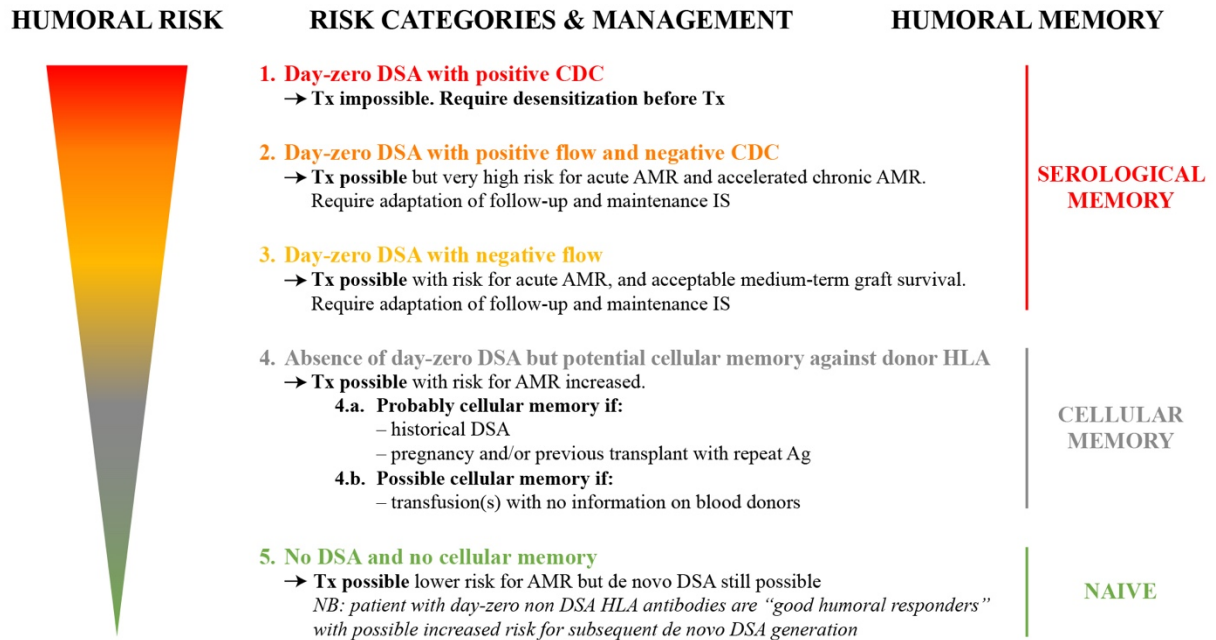 HUMORAL RISK
RISK CATEGORIES & MANAGEMENT
HUMORAL MEMORY
1. Day-zero DSA with positive CDC
→ Tx impossible. Require desensitization before Tx
2. Day-zero DSA with positive flow and negative CDC
→ Tx possible but very high risk for acute AMR and accelerated chronic AMR.
Require adaptation of follow-up and maintenance IS
3. Day-zero DSA with negative flow
→ Tx possible with risk for acute AMR, and acceptable medium-term graft survival.
Require adaptation of follow-up and maintenance IS
SEROLOGICAL
MEMORY
4. Absence of day-zero DSA but potential cellular memory against donor HLA
→ Tx possible with risk for AMR increased.
4.a. Probably cellular memory if:
– historical DSA
– pregnancy and/or previous transplant with repeat Ag
4.b. Possible cellular memory if:
– transfusion(s) with no information on blood donors
CELLULAR
MEMORY
5. No DSA and no cellular memory
→ Tx possible lower risk for AMR but de novo DSA still possible
NB: patient with day-zero non DSA HLA antibodies are “good humoral responders”
with possible increased risk for subsequent de novo DSA generation
NAIVE